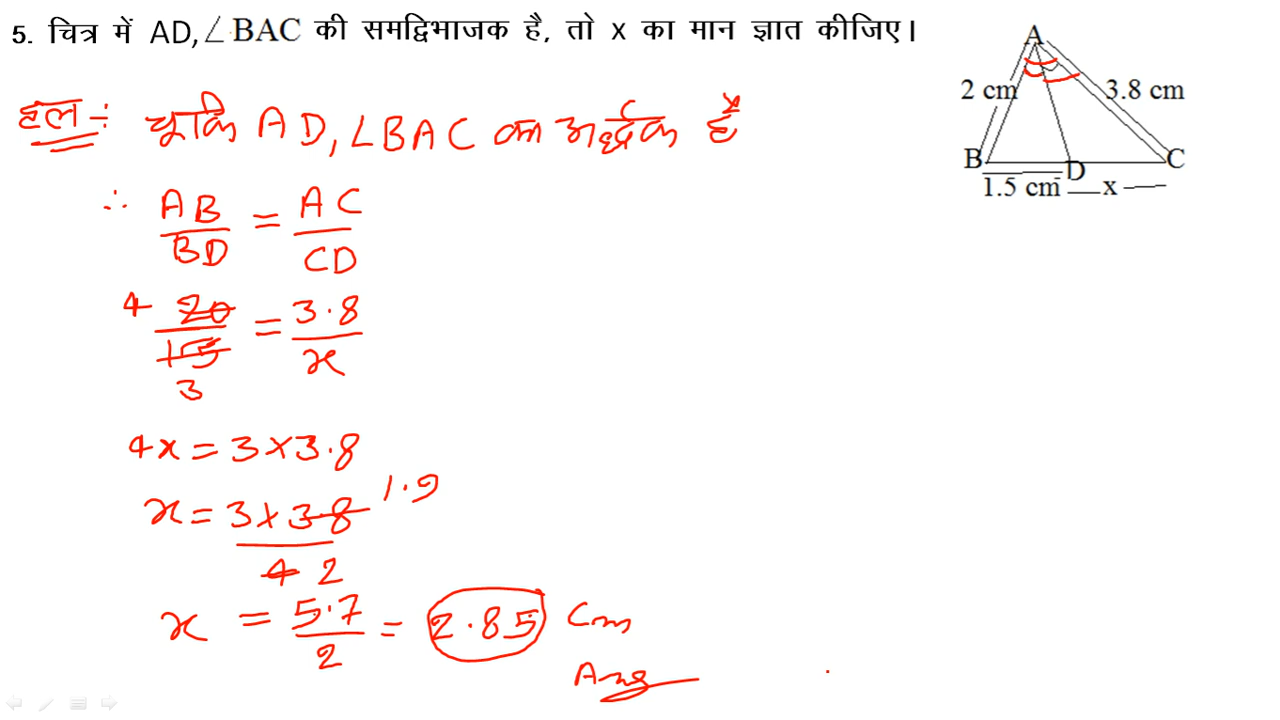 5. चित्र में AD, ∠BAC की समद्विभाजक है, तो x का मान ज्ञात कीजिए।
A
2 cm 3.8 cm
B D C
1.5 cm x
हल :- चूंकि AD, ∠BAC का अर्द्धक है
∴ AB/BD = AC/CD
4 20/15 3 = 3.8/x
4x = 3 × 3.8
x = 3 × 3.8 1.9 / 4 2
x = 5.7/2 = 2.85 Cm
Ans